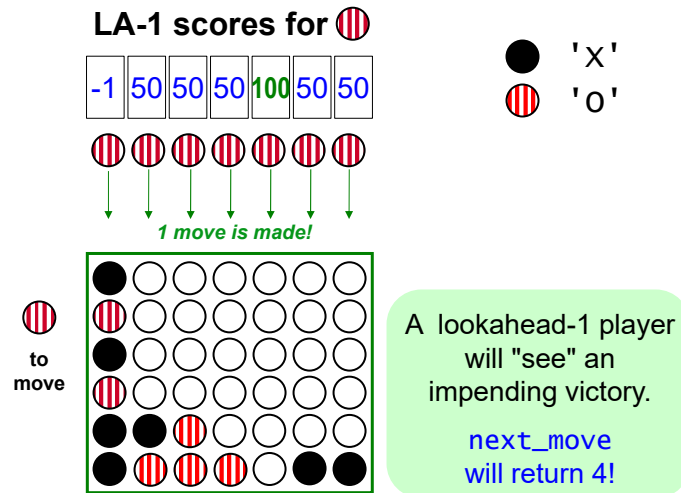 LA-1 scores for
-1 50 50 50 100 50 50
'X'
'O'
1 move is made!
to
move
A lookahead-1 player
will "see" an
impending victory.
next_move
will return 4!